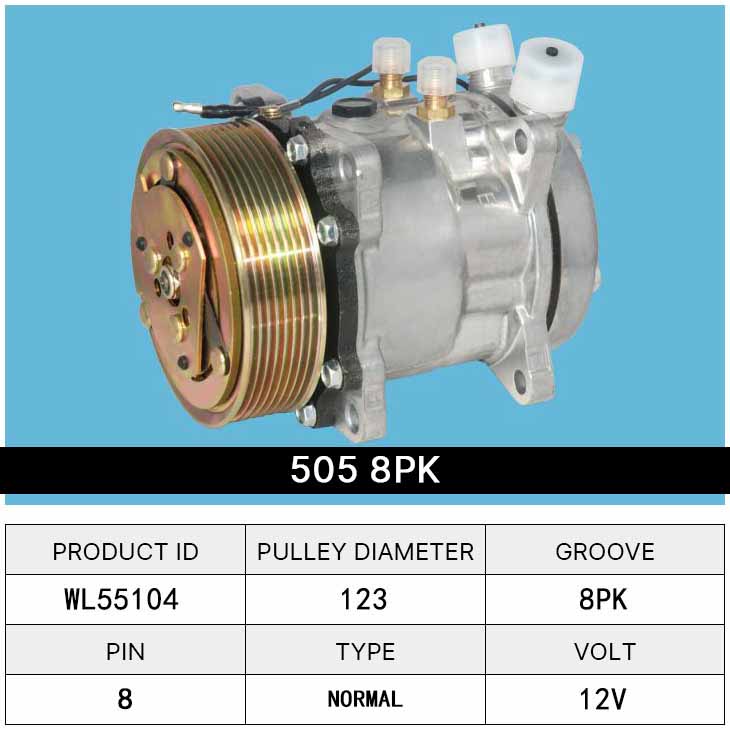 505 8PK
PRODUCT ID PULLEY DIAMETER GROOVE
WL55104 123 8PK
PIN TYPE VOLT
8 NORMAL 12V